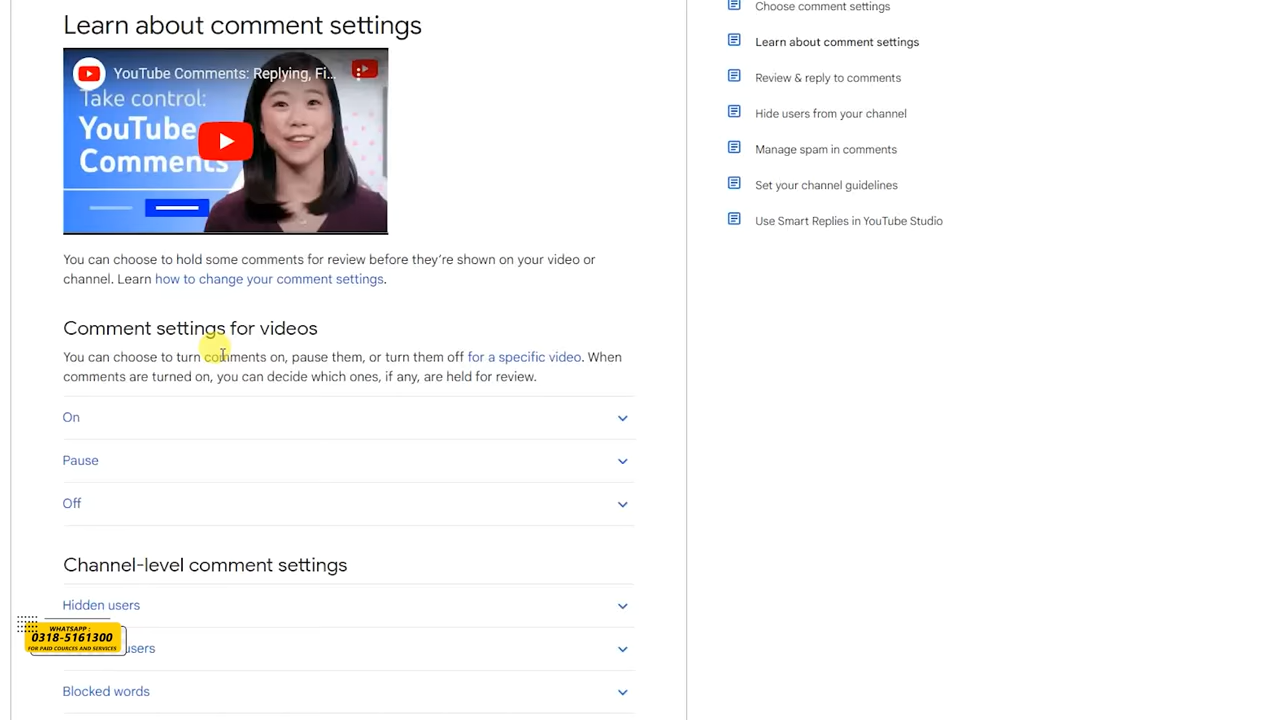 Learn about comment settings
YouTube Comments: Replying, Fi...
Take control:
YouTube
Comments
You can choose to hold some comments for review before they're shown on your video or
channel. Learn how to change your comment settings.
Comment settings for videos
You can choose to turn comments on, pause them, or turn them off for a specific video. When
comments are turned on, you can decide which ones, if any, are held for review.
On
Pause
Off
Channel-level comment settings
Hidden users
users
Blocked words
WHATSAPP :
0318-5161300
FOR PAID COURCES AND SERVICES
Choose comment settings
Learn about comment settings
Review & reply to comments
Hide users from your channel
Manage spam in comments
Set your channel guidelines
Use Smart Replies in YouTube Studio